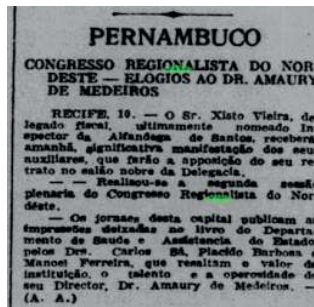 PERNAMBUCO
CONGRESSO REGIONALISTA DO NOR
DESTE — ELOGIOS AO DR. AMAURY
DE MEDEIROS
RECIFE, 10. — O Sr. Xisto Vieira, de
legado fiscal, ultimamente nomeado In
spector da Alfandega de Santos, receberá
amanhã, significativa manifestação dos seus
auxiliares, que farão a apposição do seu re
trato no salão nobre da Delegacia.
— — Realisou-se a segunda sessão
plenaria do Congresso Regionalista do Nor
déste.
— Os jornaes desta capital publicam as
impressões deixadas no livro do Departa
mento de Saude e Assistencia do Estado
pelos Drs. Carlos Sá, Placido Barbosa e
Manoel Ferreira, que realtam o valor da
instituição, o talento e a operosidade do
seu Director, Dr. Amaury de Medeiros. —
(A. A.)